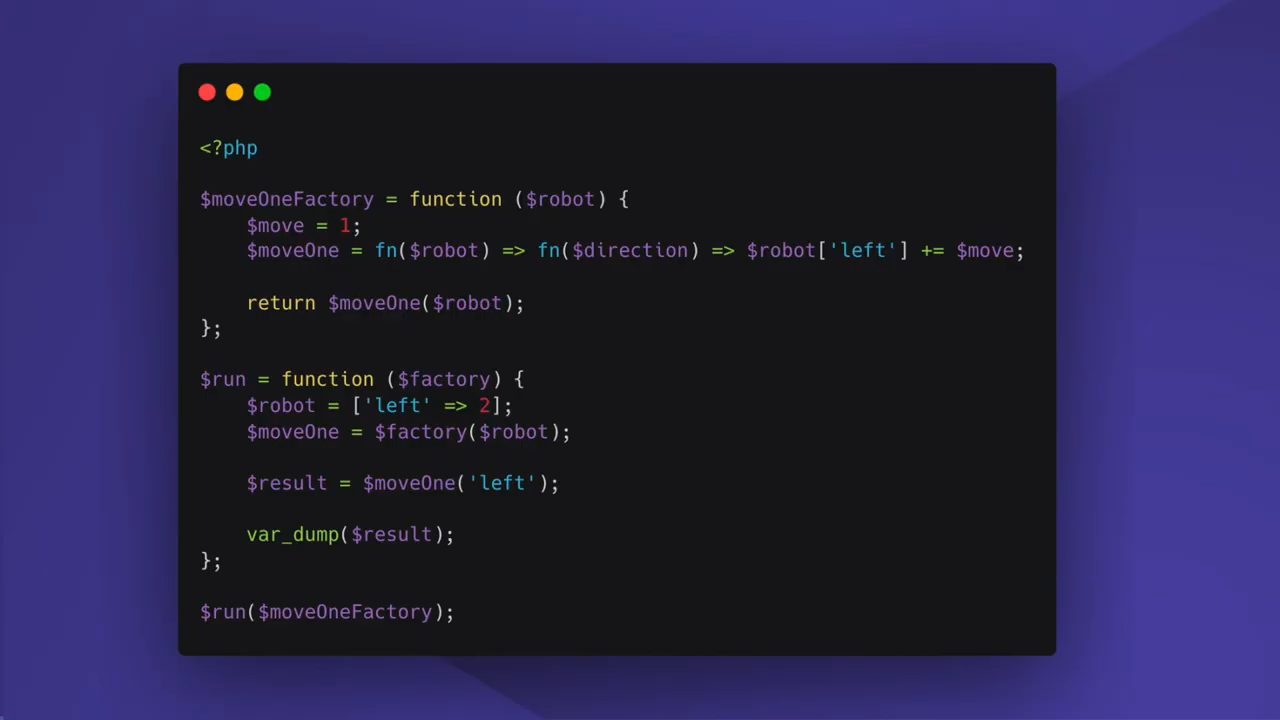 <?php
$moveOneFactory = function ($robot) {
    $move = 1;
    $moveOne = fn($robot) => fn($direction) => $robot['left'] += $move;
    return $moveOne($robot);
};
$run = function ($factory) {
    $robot = ['left' => 2];
    $moveOne = $factory($robot);
    $result = $moveOne('left');
    var_dump($result);
};
$run($moveOneFactory);